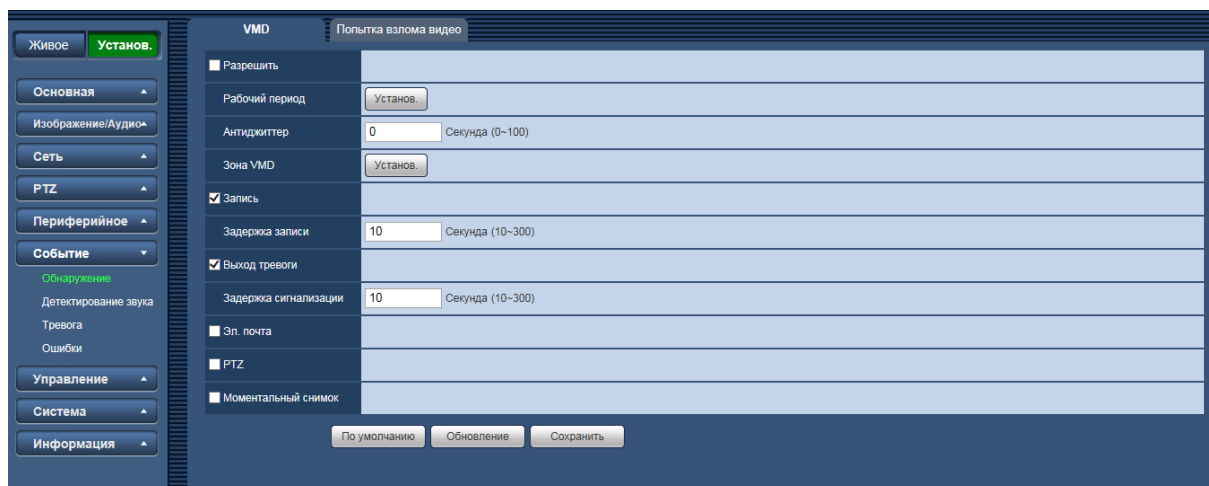 VMD
Попытка взлома видео
Живое
Установ.
Основная
Изображение/Аудио
Сеть
PTZ
Периферийное
Событие
Обнаружение
Детектирование звука
Тревога
Ошибки
Управление
Система
Информация
Разрешить
Рабочий период
Установ.
Антиджиттер
0
Секунда (0~100)
Зона VMD
Установ.
Запись
Задержка записи
10
Секунда (10~300)
Выход тревоги
Задержка сигнализации
10
Секунда (10~300)
Эл. почта
PTZ
Моментальный снимок
По умолчанию
Обновление
Сохранить